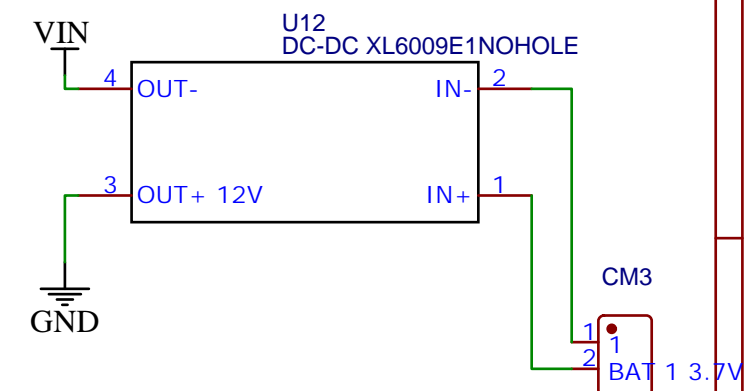 U12
VIN
DC-DC XL6009E1NOHOLE
4 OUT- IN- 2
3 OUT+ 12V IN+ 1
CM3
GND
1 1
2 BAT 1 3.7V